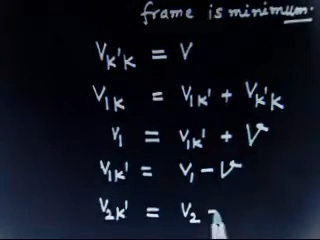 frame is minimum.
V_{K'K} = V
V_{1K} = V_{1K'} + V_{K'K}
v_1 = V_{1K'} + V
V_{1K'} = V_1 - V
V_{2K'} = V_2 -